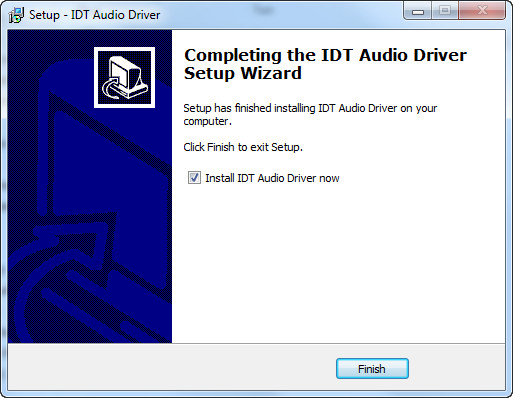 Setup - IDT Audio Driver
Completing the IDT Audio Driver
Setup Wizard
Setup has finished installing IDT Audio Driver on your
computer.
Click Finish to exit Setup.
Install IDT Audio Driver now
Finish